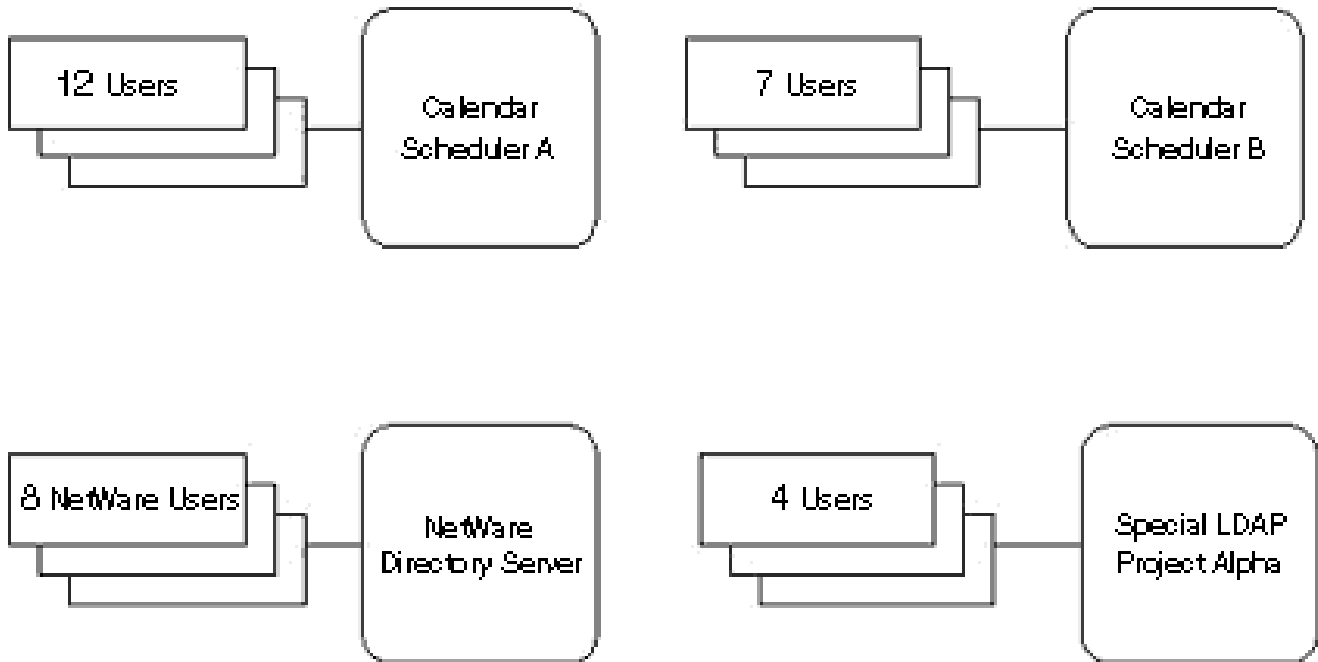 12 Users
Calendar
Scheduler A
7 Users
Calendar
Scheduler B
8 NetWare Users
NetWare
Directory Server
4 Users
Special LDAP
Project Alpha